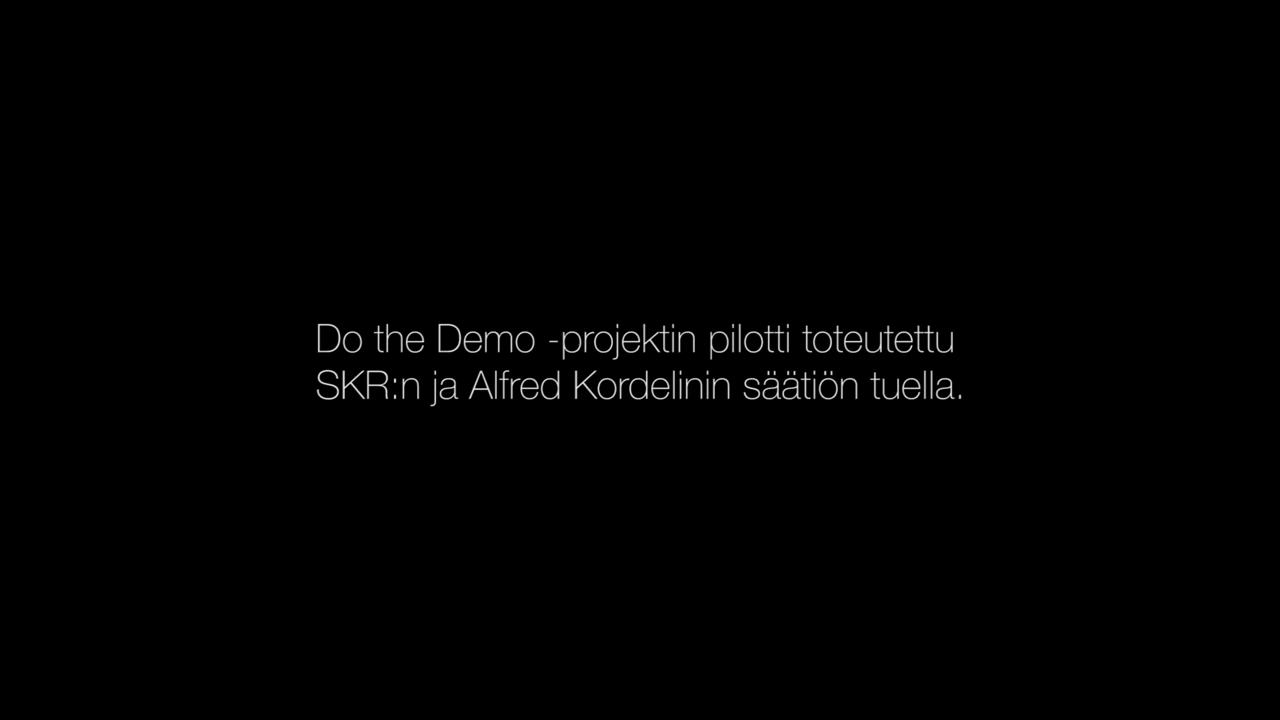 Do the Demo -projektin pilotti toteutettu
SKR:n ja Alfred Kordelinin säätiön tuella.